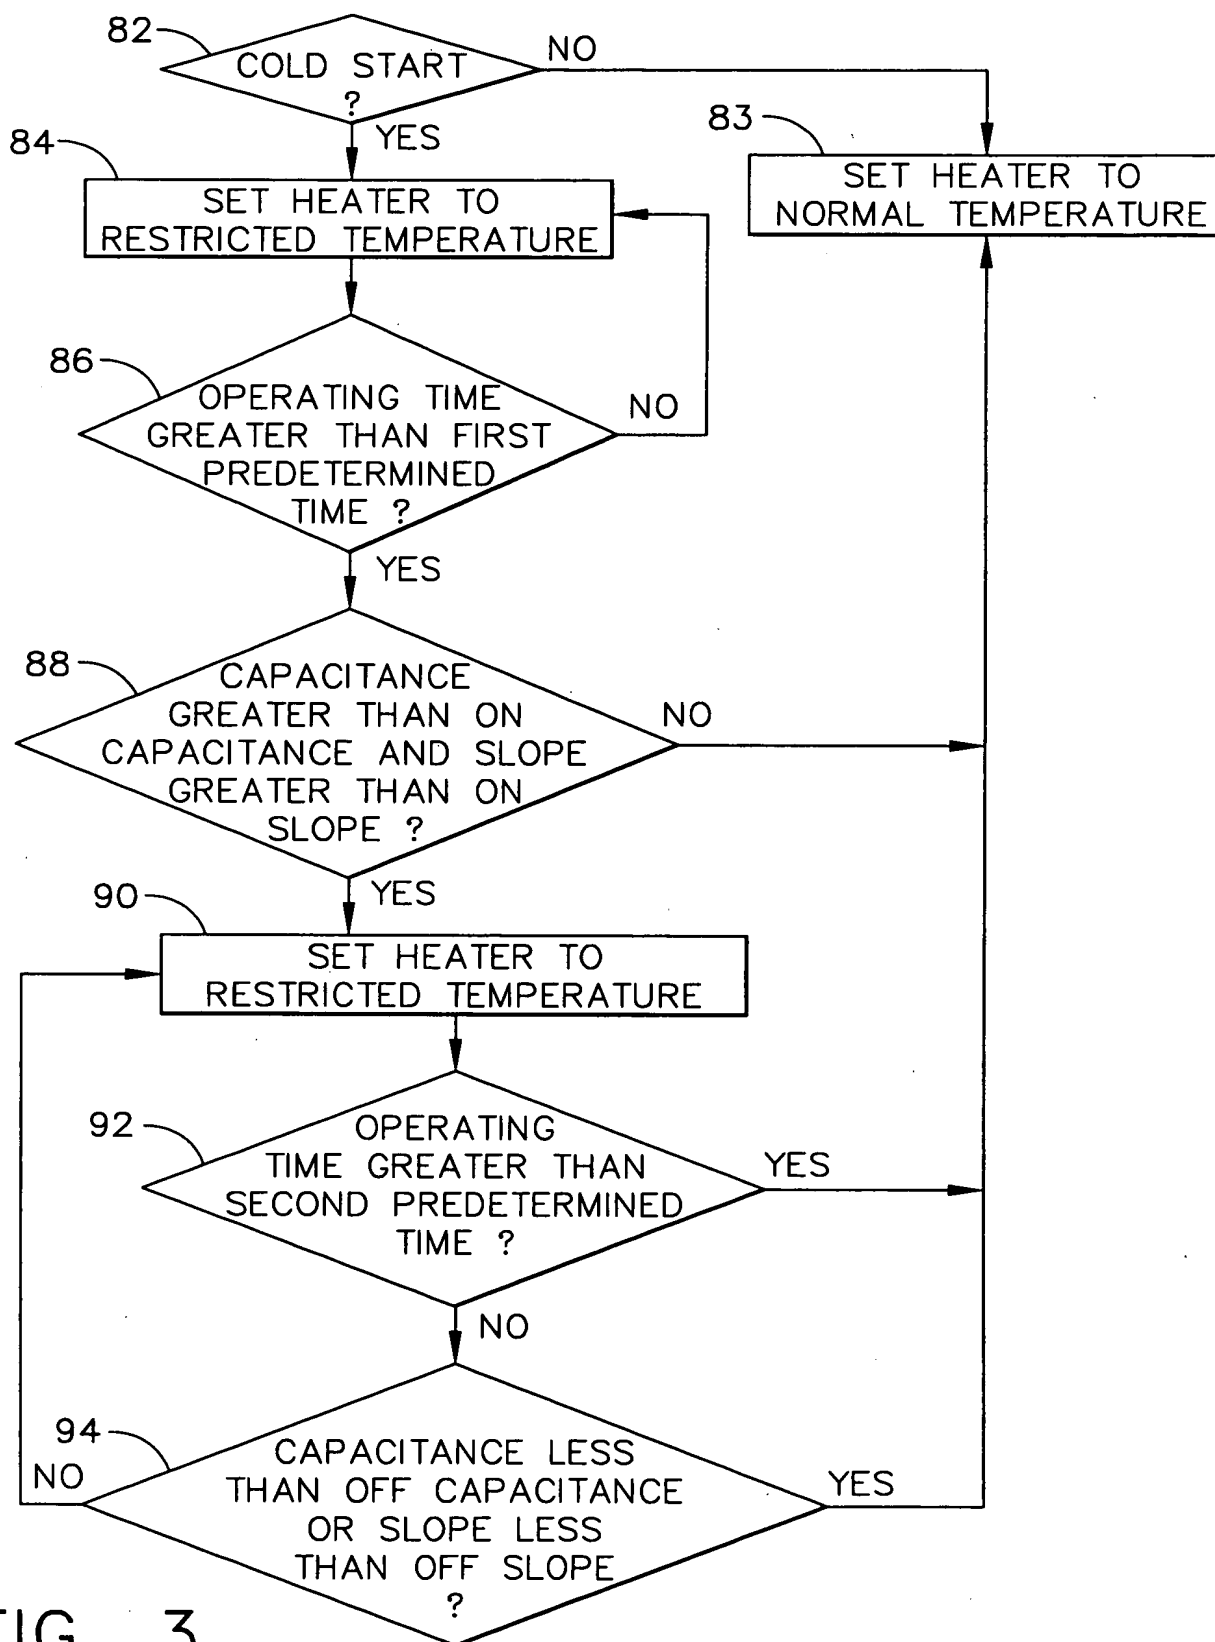 82
COLD START
?
NO
YES
83
SET HEATER TO
NORMAL TEMPERATURE
84
SET HEATER TO
RESTRICTED TEMPERATURE
86
OPERATING TIME
GREATER THAN FIRST
PREDETERMINED
TIME ?
NO
YES
88
CAPACITANCE
GREATER THAN ON
CAPACITANCE AND SLOPE
GREATER THAN ON
SLOPE ?
NO
YES
90
SET HEATER TO
RESTRICTED TEMPERATURE
92
OPERATING
TIME GREATER THAN
SECOND PREDETERMINED
TIME ?
YES
NO
94
CAPACITANCE LESS
THAN OFF CAPACITANCE
OR SLOPE LESS
THAN OFF SLOPE
?
NO
YES
FIG. 3